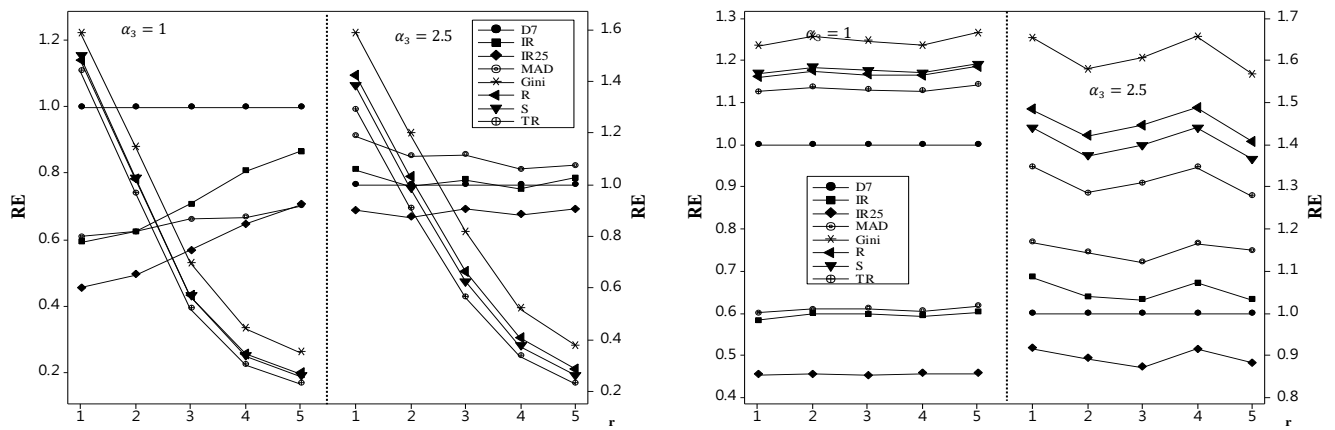 α₃ = 1
α₃ = 2.5
RE
1.2
1.0
0.8
0.6
0.4
0.2
1.6
1.4
1.2
1.0
0.8
0.6
0.4
0.2
RE
D7
IR
IR25
MAD
Gini
R
S
TR
1 2 3 4 5 1 2 3 4 5
r
α₃ = 1
α₃ = 2.5
RE
1.3
1.2
1.1
1.0
0.9
0.8
0.7
0.6
0.5
0.4
1.7
1.6
1.5
1.4
1.3
1.2
1.1
1.0
0.9
0.8
RE
D7
IR
IR25
MAD
Gini
R
S
TR
1 2 3 4 5 1 2 3 4 5
r